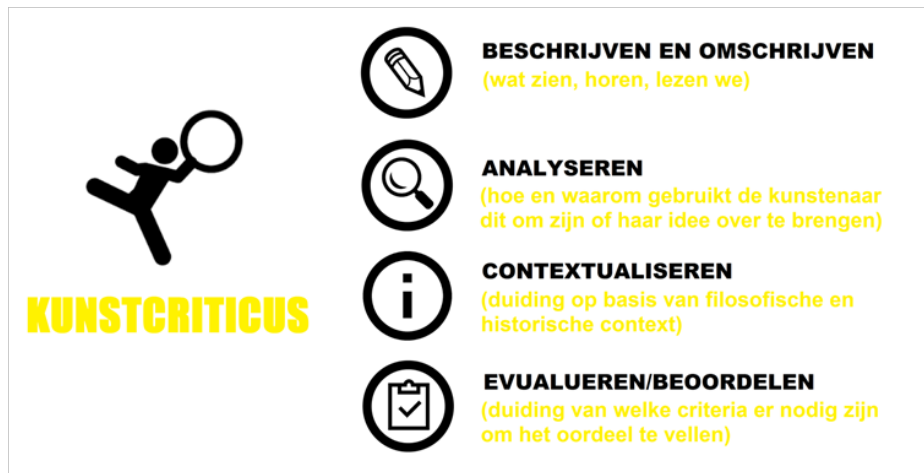 KUNSTCRITICUS
BESCHRIJVEN EN OMSCHRIJVEN
(wat zien, horen, lezen we)
ANALYSEREN
(hoe en waarom gebruikt de kunstenaar
dit om zijn of haar idee over te brengen)
CONTEXTUALISEREN
(duiding op basis van filosofische en
historische context)
EVUALUEREN/BEOORDELEN
(duiding van welke criteria er nodig zijn
om het oordeel te vellen)